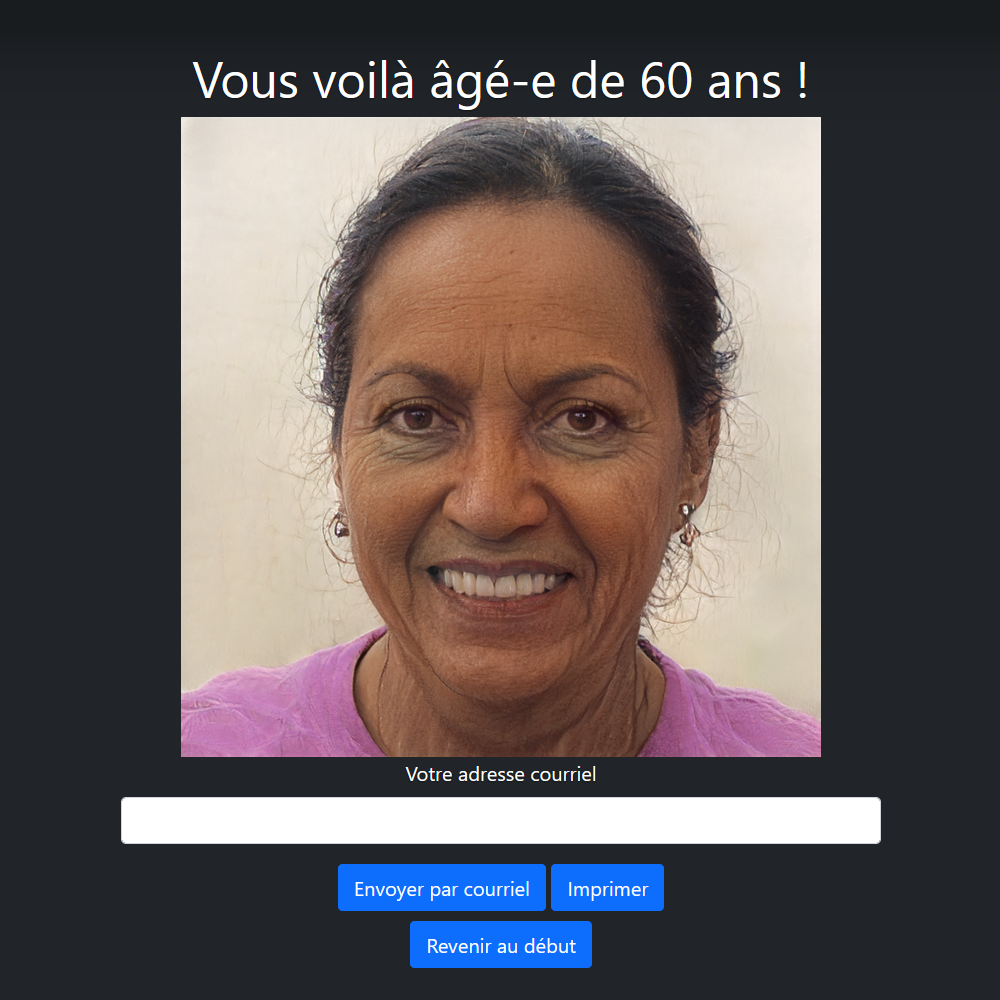 Vous voilà âgé-e de 60 ans !
Votre adresse courriel
Envoyer par courriel
Imprimer
Revenir au début